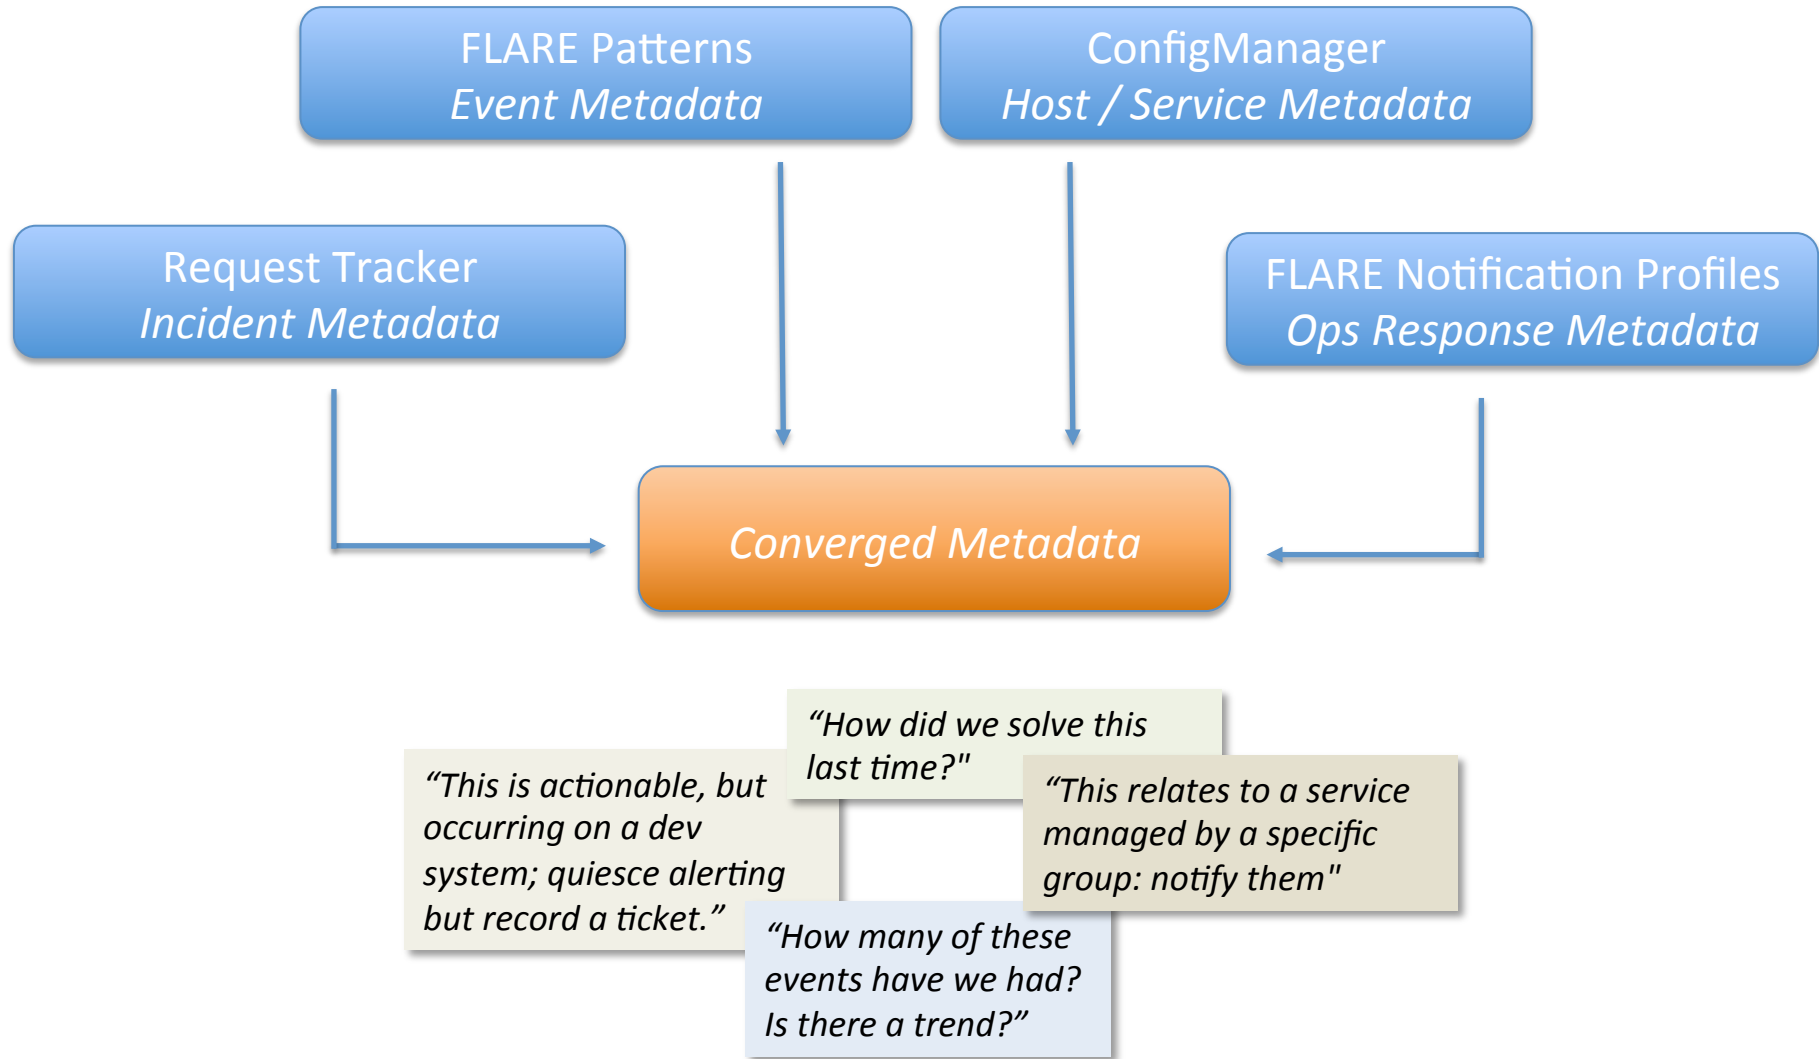 FLARE Patterns
Event Metadata
ConfigManager
Host / Service Metadata
Request Tracker
Incident Metadata
FLARE Notification Profiles
Ops Response Metadata
Converged Metadata
“How did we solve this
last time?"
“This is actionable, but
occurring on a dev
system; quiesce alerting
but record a ticket.”
“This relates to a service
managed by a specific
group: notify them"
“How many of these
events have we had?
Is there a trend?”